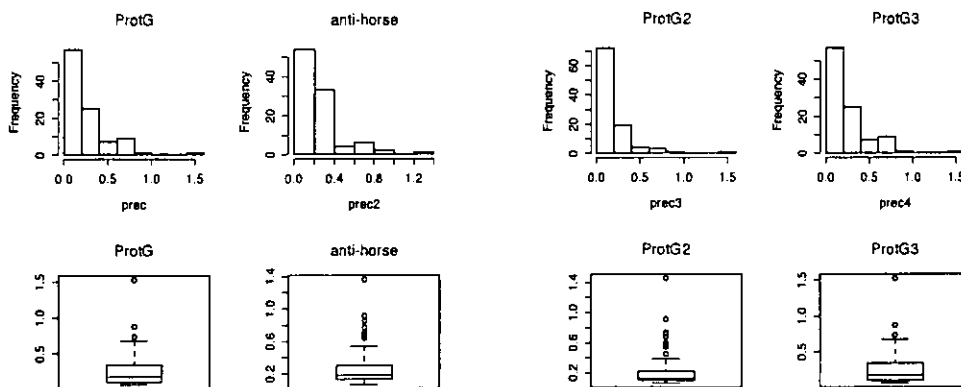 ProtG
anti-horse
ProtG2
ProtG3
Frequency
0 20 40
0.0 0.5 1.0 1.5
prec
Frequency
0 20 40
0.0 0.4 0.8 1.2
prec2
Frequency
0 20 40 60
0.0 0.5 1.0 1.5
prec3
Frequency
0 20 40
0.0 0.5 1.0 1.5
prec4
ProtG
anti-horse
ProtG2
ProtG3
0.5 1.0 1.5
0.2 0.6 1.0 1.4
0.2 0.6 1.0 1.4
0.5 1.0 1.5